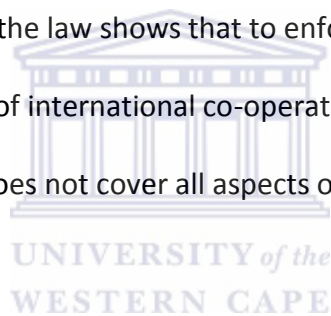 the law shows that to enfo
of international co-operat
oes not cover all aspects o
UNIVERSITY of the
WESTERN CAPE